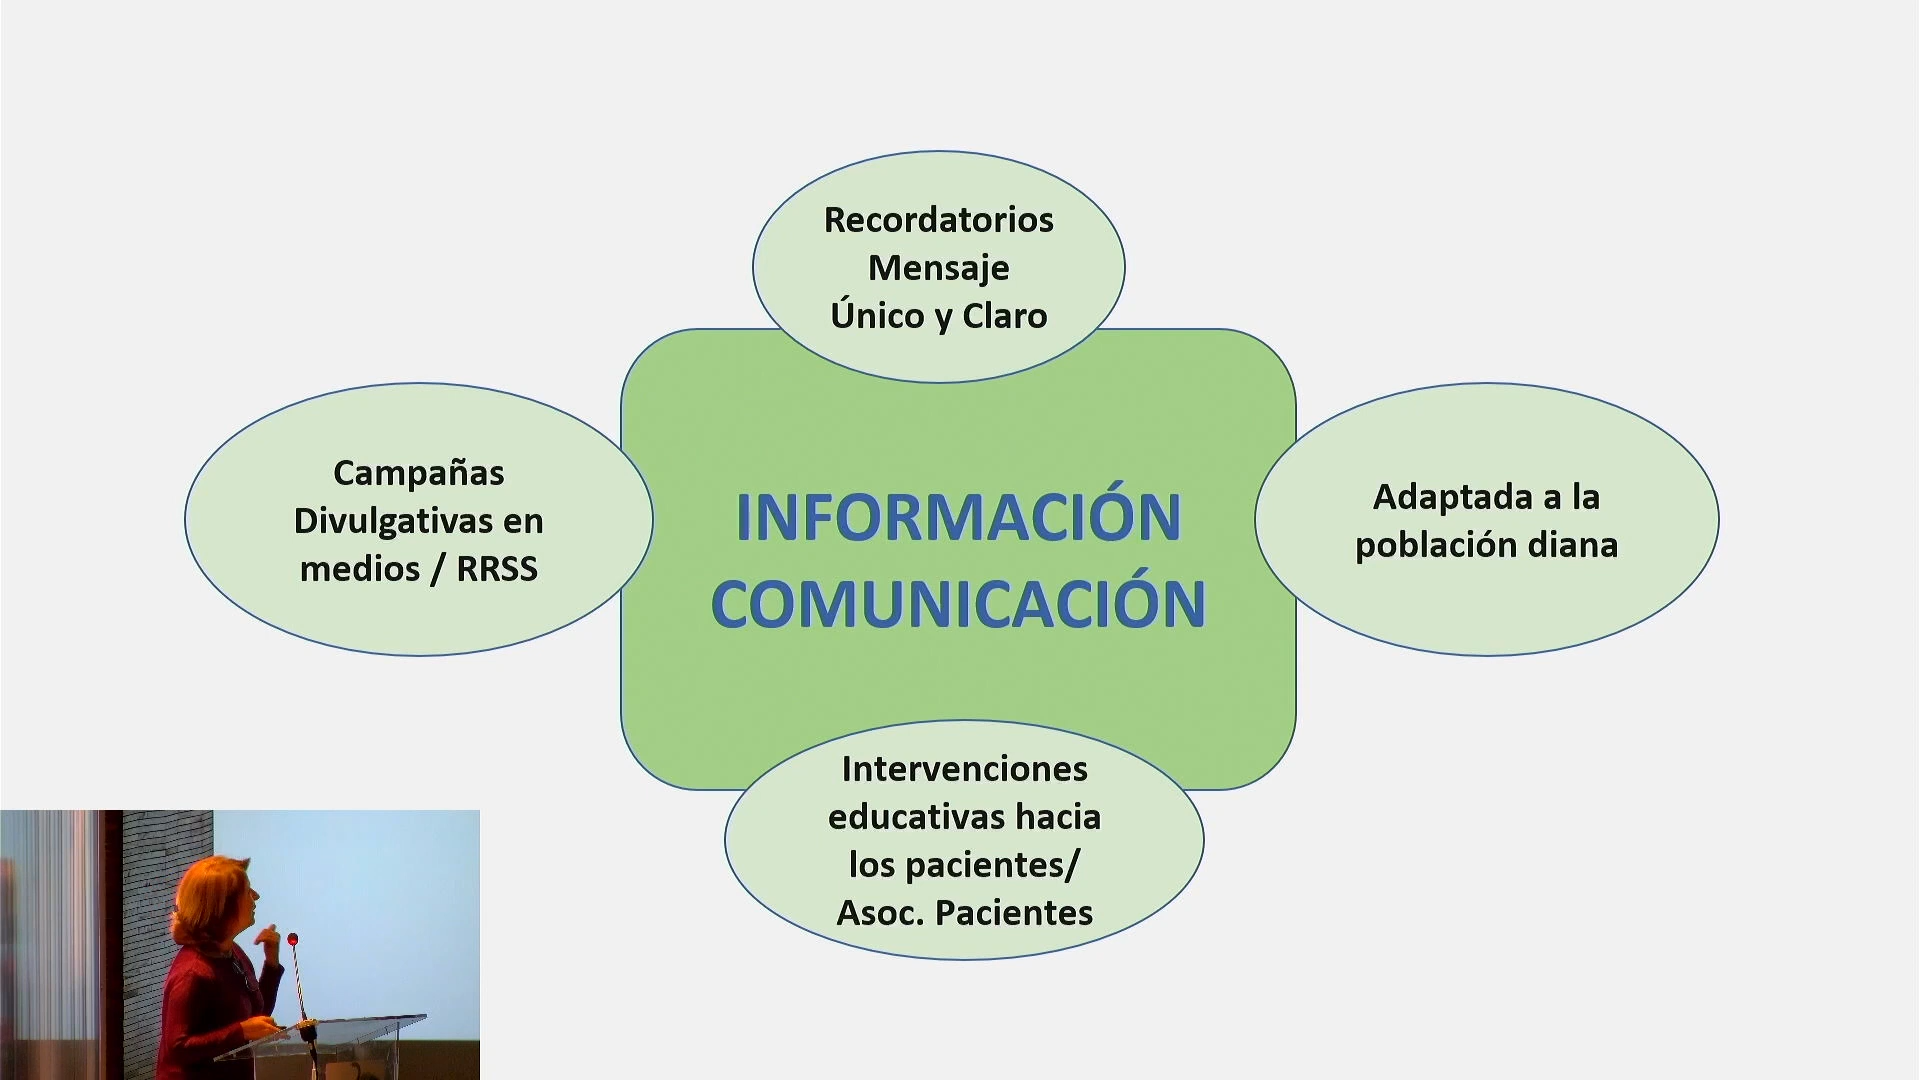 Recordatorios
Mensaje
Único y Claro
Campañas
Divulgativas en
medios / RRSS
INFORMACIÓN
COMUNICACIÓN
Adaptada a la
población diana
Intervenciones
educativas hacia
los pacientes/
Asoc. Pacientes